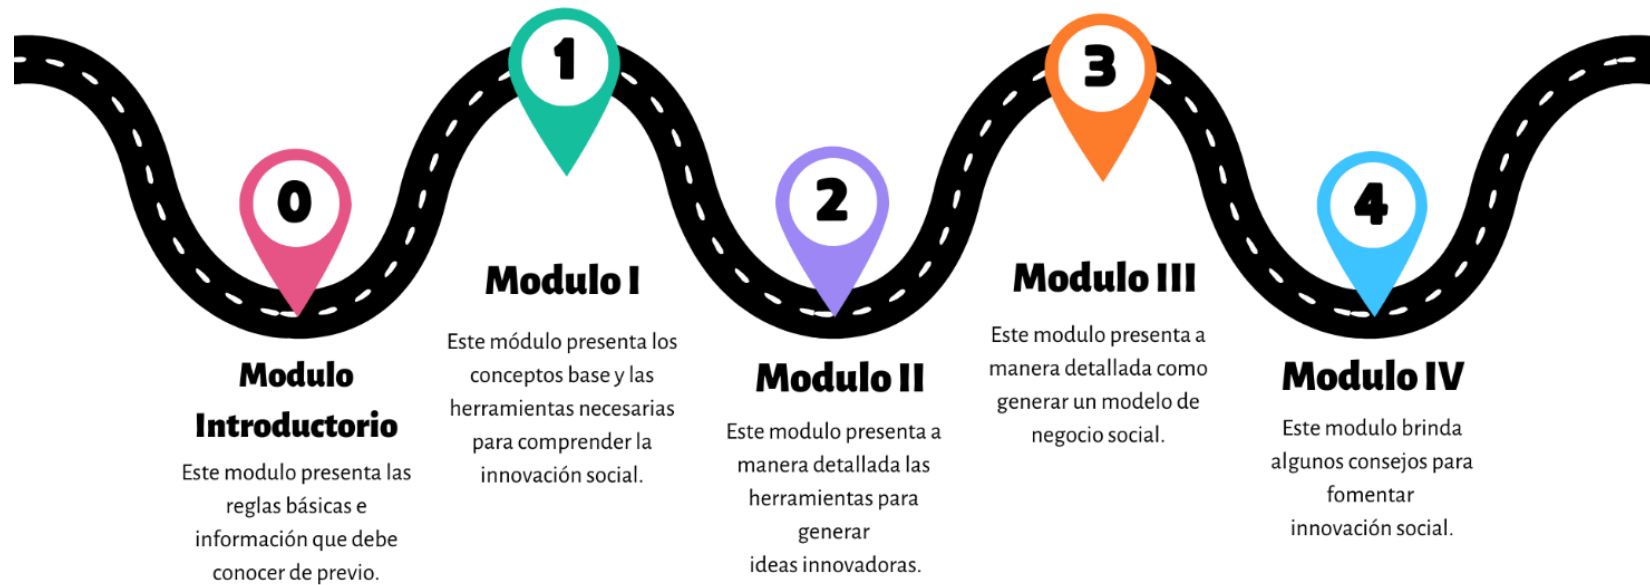 0
Modulo
Introductorio
Este modulo presenta las
reglas básicas e
información que debe
conocer de previo.
1
Modulo I
Este módulo presenta los
conceptos base y las
herramientas necesarias
para comprender la
innovación social.
2
Modulo II
Este modulo presenta a
manera detallada las
herramientas para
generar
ideas innovadoras.
3
Modulo III
Este modulo presenta a
manera detallada como
generar un modelo de
negocio social.
4
Modulo IV
Este modulo brinda
algunos consejos para
fomentar
innovación social.